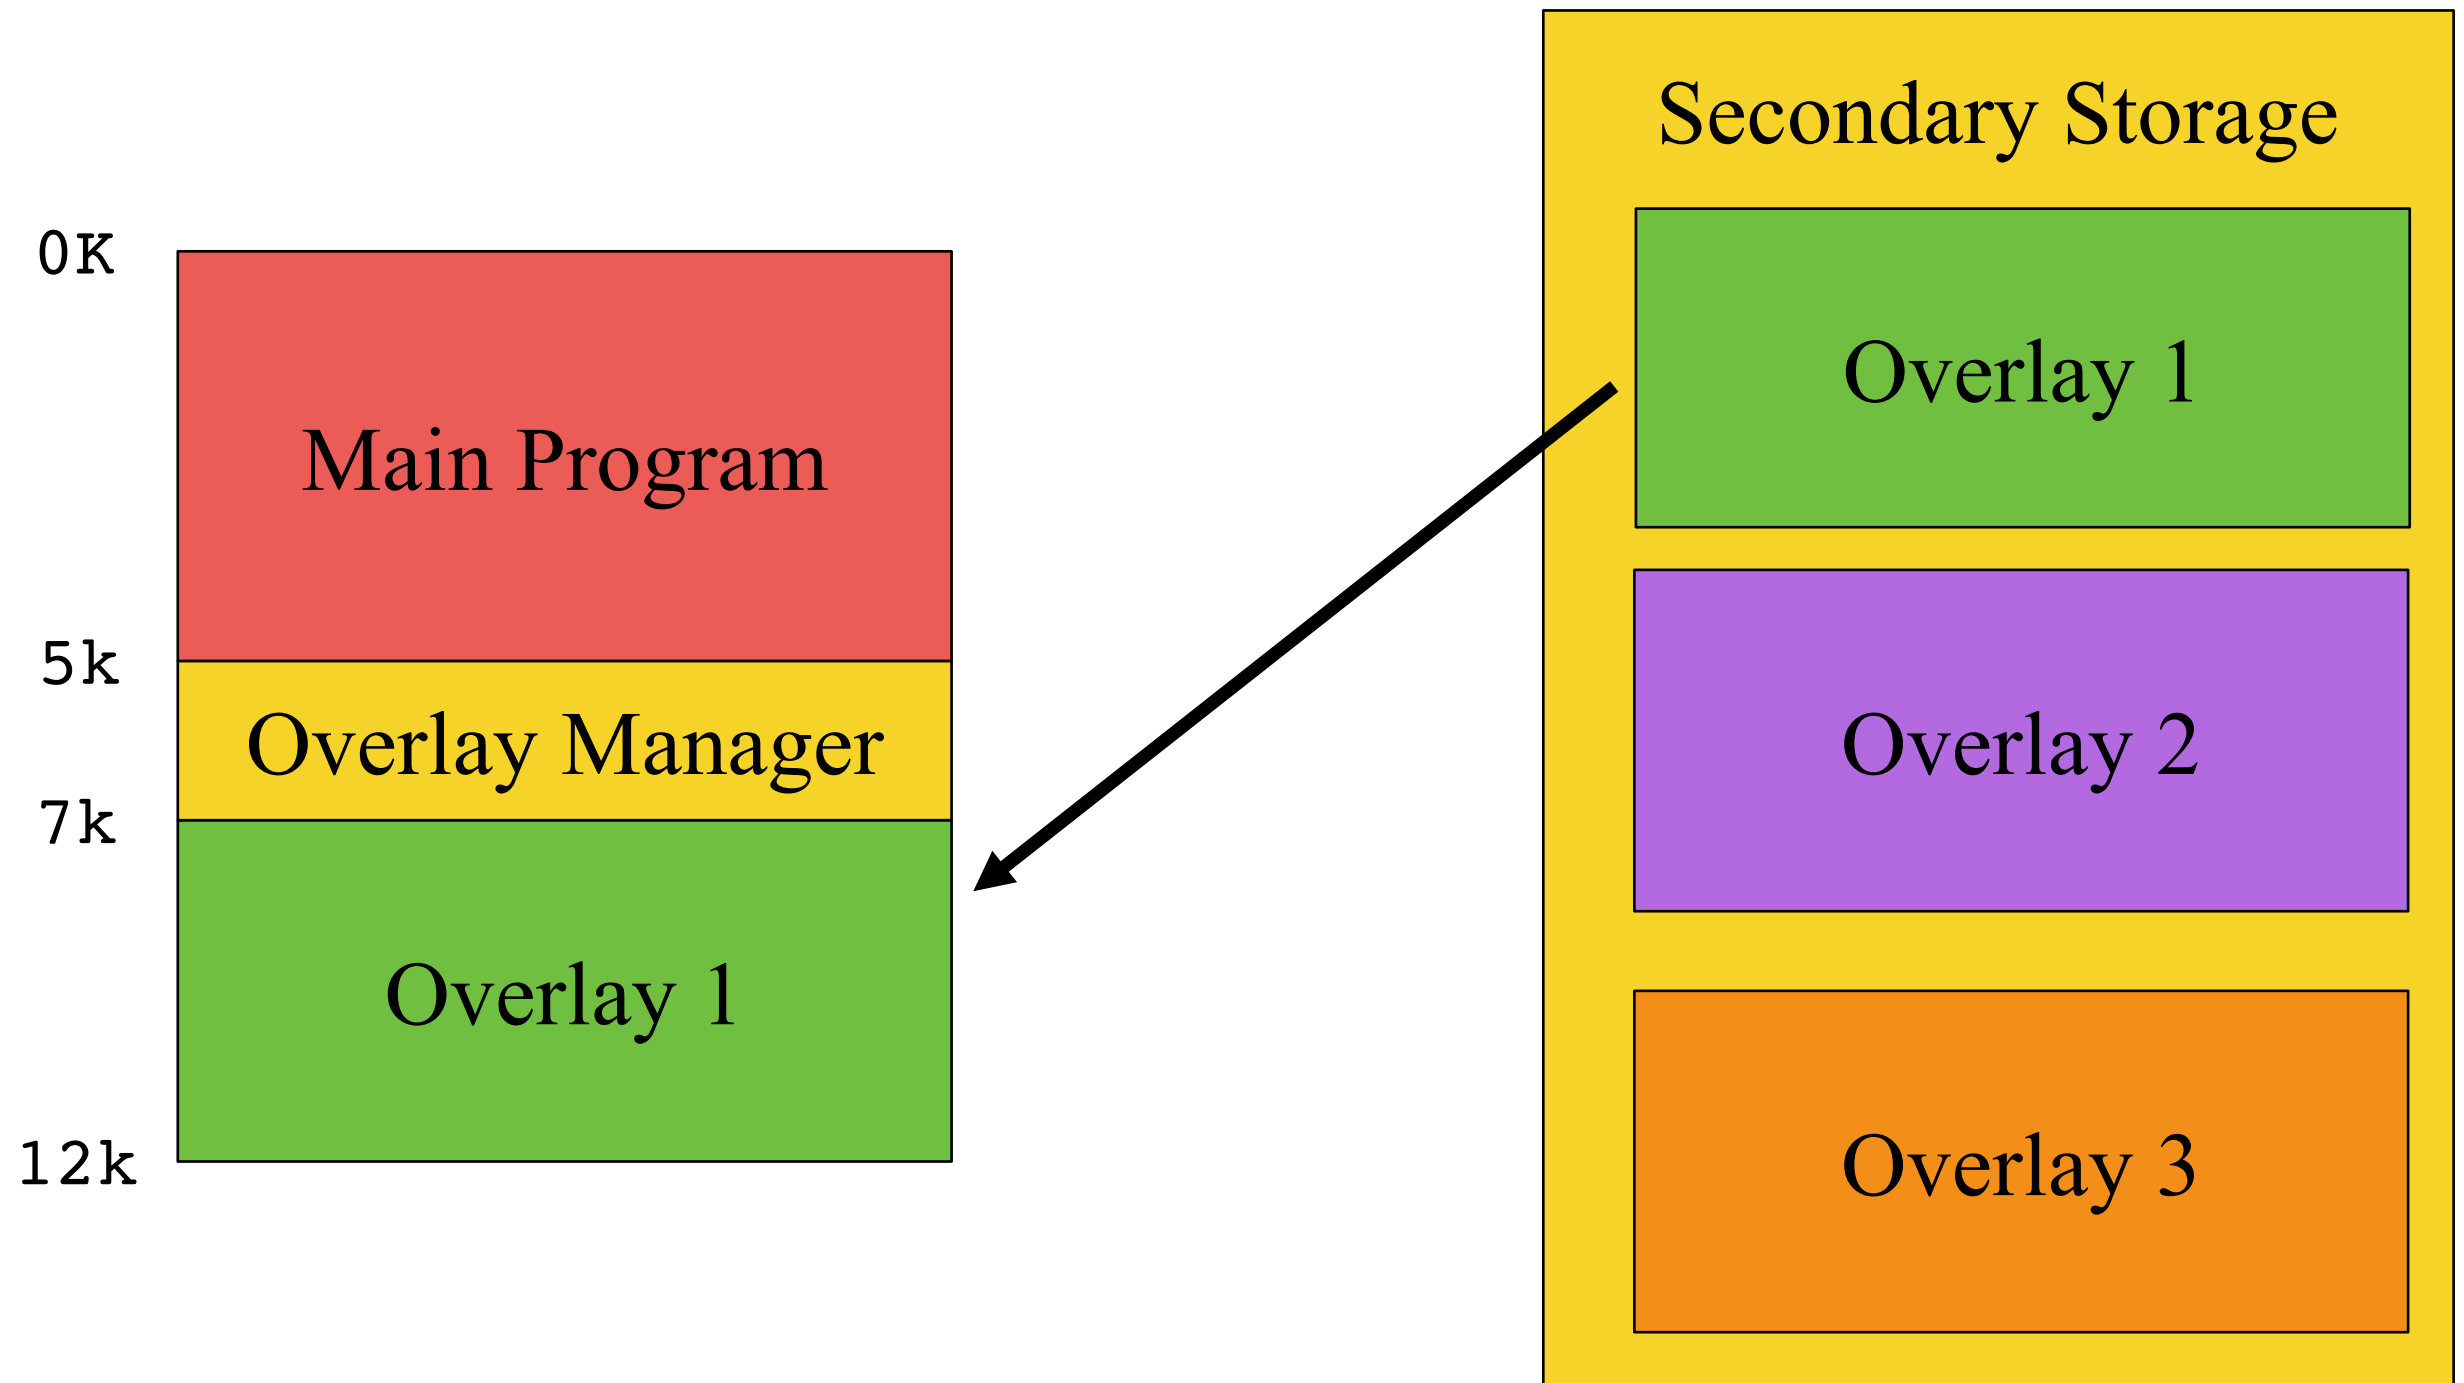 0K
Main Program
5k
Overlay Manager
7k
Overlay 1
12k
Secondary Storage
Overlay 1
Overlay 2
Overlay 3